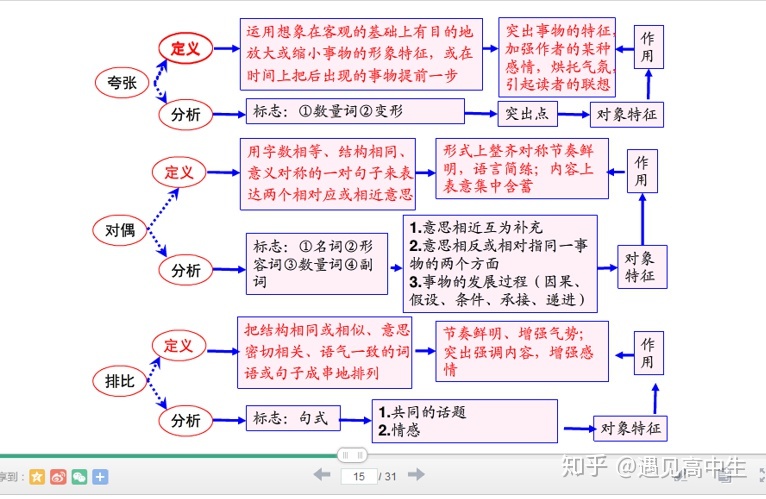 定义
运用想象在客观的基础上有目的地
放大或缩小事物的形象特征，或在
时间上把后出现的事物提前一步
突出事物的特征，
加强作者的某种
感情，烘托气氛，
引起读者的联想
作
用
夸张
分析
标志：①数量词②变形
突出点
对象特征
定义
用字数相等、结构相同、
意义对称的一对句子来表
达两个相对应或相近意思
形式上整齐对称节奏鲜
明，语言简练；内容上
表意集中含蓄
作
用
对偶
分析
标志：①名词②形
容词③数量词④副
词
1.意思相近互为补充
2.意思相反或相对指同一事
物的两个方面
3.事物的发展过程（因果、
假设、条件、承接、递进）
对象
特征
定义
把结构相同或相似、意思
密切相关、语气一致的词
语或句子成串地排列
节奏鲜明、增强气势；
突出强调内容，增强感
情
作
用
排比
分析
标志：句式
1.共同的话题
2.情感
对象特征
享到：
15 / 31
知乎 @遇见高中生